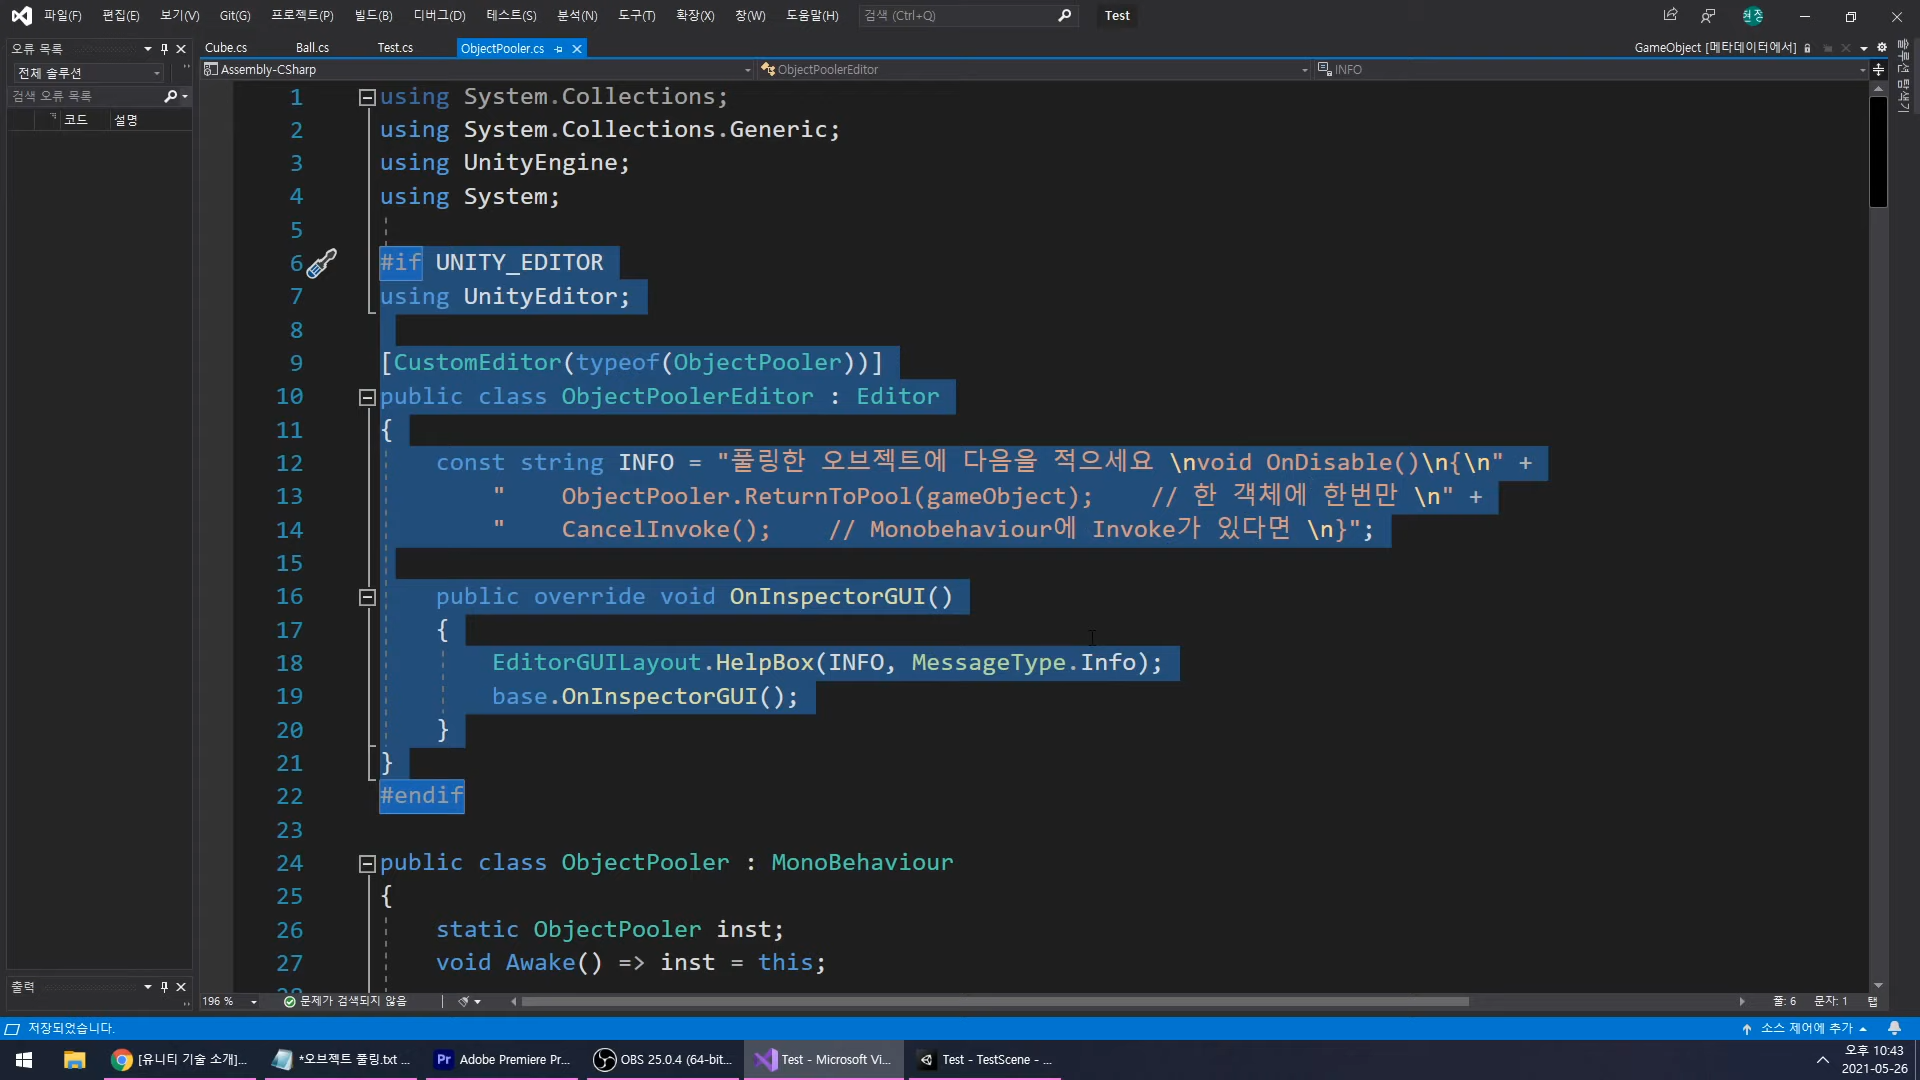 파일(F) 편집(E) 보기(V) Git(G) 프로젝트(P) 빌드(B) 디버그(D) 테스트(S) 분석(N) 도구(T) 확장(X) 창(W) 도움말(H) 검색 (Ctrl+Q) Test
오류 목록
Cube.cs Ball.cs Test.cs ObjectPooler.cs GameObject [메타데이터에서]
솔루션 탐색기
전체 솔루션
Assembly-CSharp ObjectPoolerEditor INFO
검색 오류 목록
코드 설명
1 using System.Collections;
2 using System.Collections.Generic;
3 using UnityEngine;
4 using System;
5
6 #if UNITY_EDITOR
7 using UnityEditor;
8
9 [CustomEditor(typeof(ObjectPooler))]
10 public class ObjectPoolerEditor : Editor
11 {
12 const string INFO = "풀링한 오브젝트에 다음을 적으세요 \nvoid OnDisable()\n{\n" +
13 " ObjectPooler.ReturnToPool(gameObject); // 한 객체에 한번만 \n" +
14 " CancelInvoke(); // Monobehaviour에 Invoke가 있다면 \n}";
15
16 public override void OnInspectorGUI()
17 {
18 EditorGUILayout.HelpBox(INFO, MessageType.Info);
19 base.OnInspectorGUI();
20 }
21 }
22 #endif
23
24 public class ObjectPooler : MonoBehaviour
25 {
26 static ObjectPooler inst;
27 void Awake() => inst = this;
28
출력
196 % 문제가 검색되지 않음 줄: 6 문자: 1 탭
저장되었습니다. 소스 제어에 추가
[유니티 기술 소개]... *오브젝트 풀링.txt ... Adobe Premiere Pr... OBS 25.0.4 (64-bit... Test - Microsoft Vi... Test - TestScene - ...
오후 10:43
2021-05-26